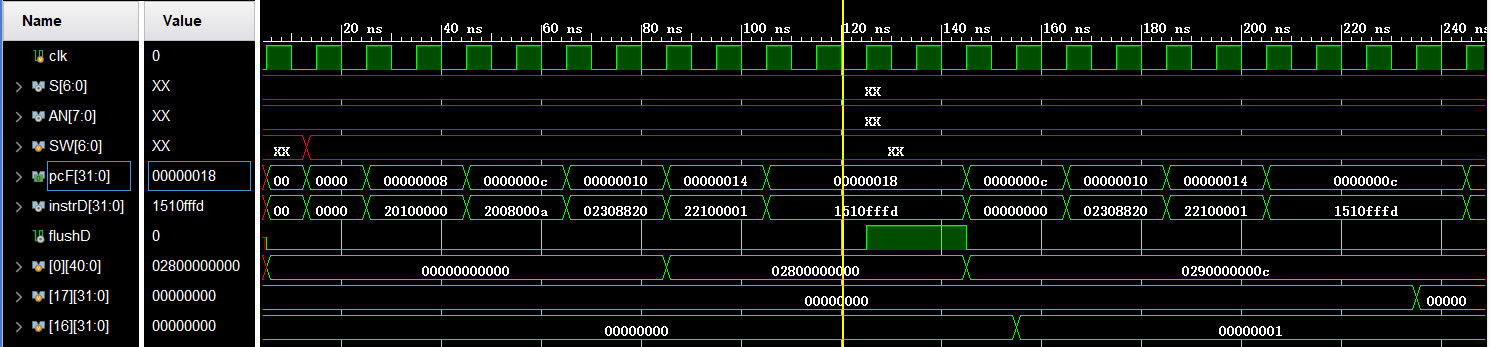 Name Value 20 ns 40 ns 60 ns 80 ns 100 ns 120 ns 140 ns 160 ns 180 ns 200 ns 220 ns 240 ns
clk 0
S[6:0] XX XX
AN[7:0] XX XX
SW[6:0] XX XX XX
pcF[31:0] 00000018 00 0000 00000008 0000000c 00000010 00000014 00000018 0000000c 00000010 00000014 0000000c
instrD[31:0] 1510fffd 00 0000 20100000 2008000a 02308820 22100001 1510fffd 00000000 02308820 22100001 1510fffd
flushD 0
[0][40:0] 02800000000 00000000000 02800000000 0290000000c
[17][31:0] 00000000 00000000 00000
[16][31:0] 00000000 00000000 00000001